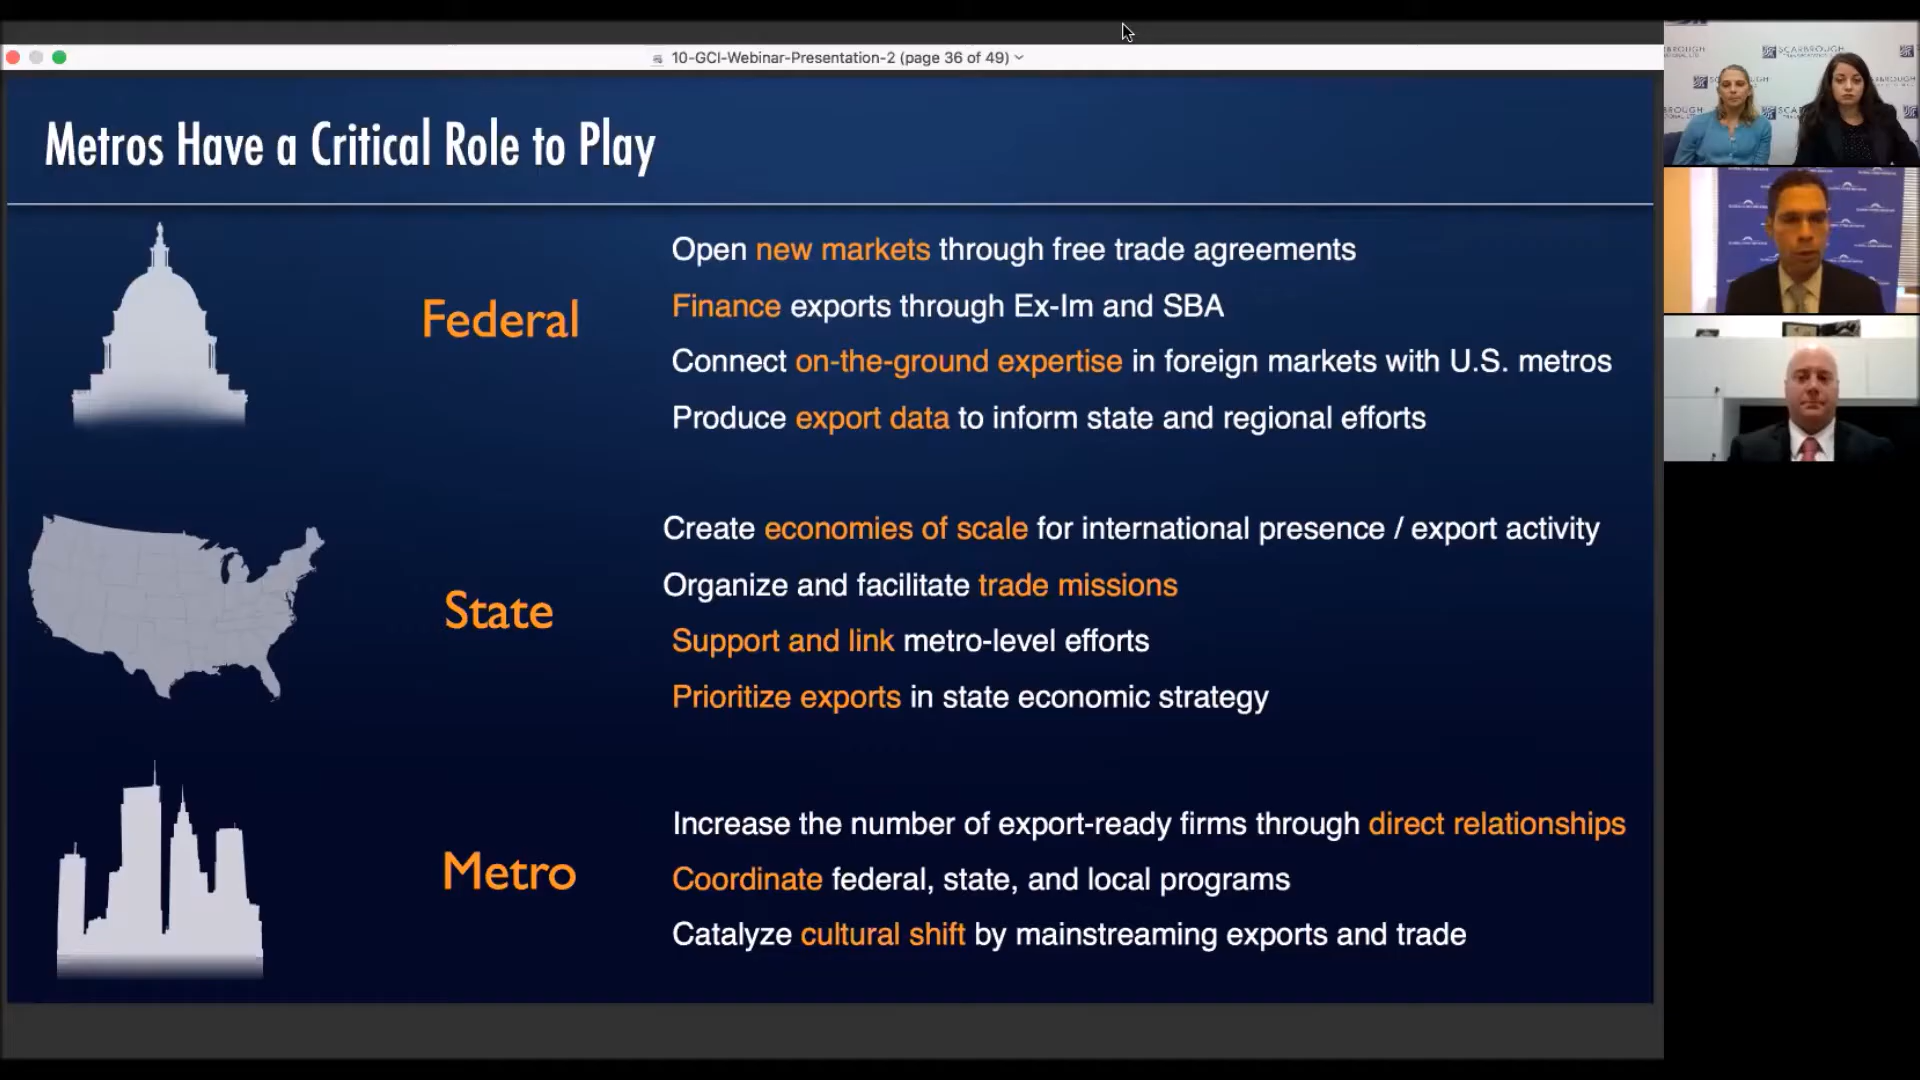 10-GCI-Webinar-Presentation-2 (page 36 of 49)
Metros Have a Critical Role to Play
Federal
Open new markets through free trade agreements
Finance exports through Ex-Im and SBA
Connect on-the-ground expertise in foreign markets with U.S. metros
Produce export data to inform state and regional efforts
State
Create economies of scale for international presence / export activity
Organize and facilitate trade missions
Support and link metro-level efforts
Prioritize exports in state economic strategy
Metro
Increase the number of export-ready firms through direct relationships
Coordinate federal, state, and local programs
Catalyze cultural shift by mainstreaming exports and trade
SCARBROUGH